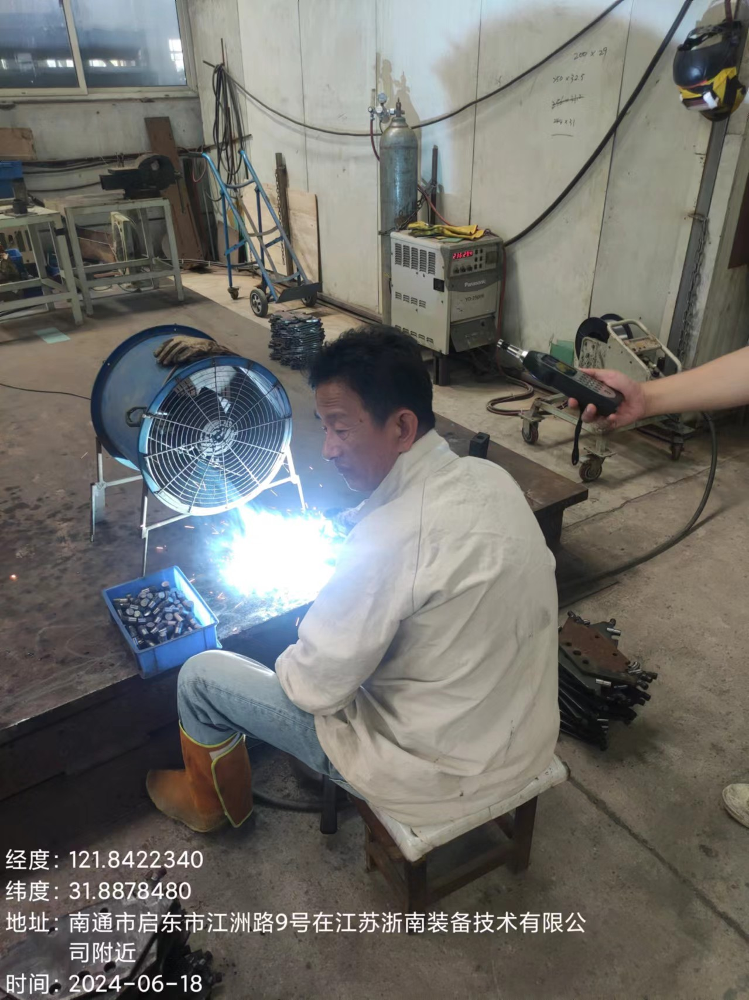 200 × 29
250 × 32.5
244 × 31
Panasonic
经度：121.8422340
纬度：31.8878480
地址：南通市启东市江洲路9号在江苏浙南装备技术有限公
司附近
时间：2024-06-18